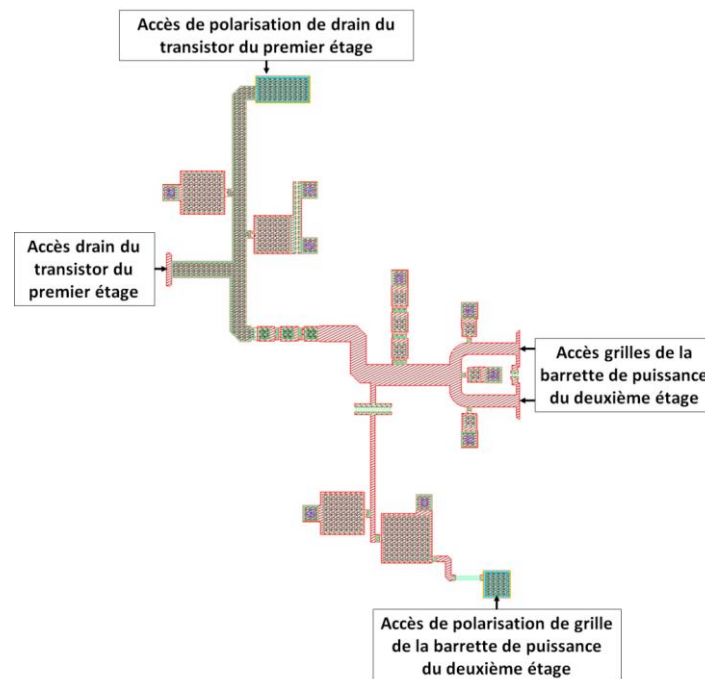 Accès de polarisation de drain du
transistor du premier étage
Accès drain du
transistor du
premier étage
Accès grilles de la
barrette de puissance
du deuxième étage
Accès de polarisation de grille
de la barrette de puissance
du deuxième étage